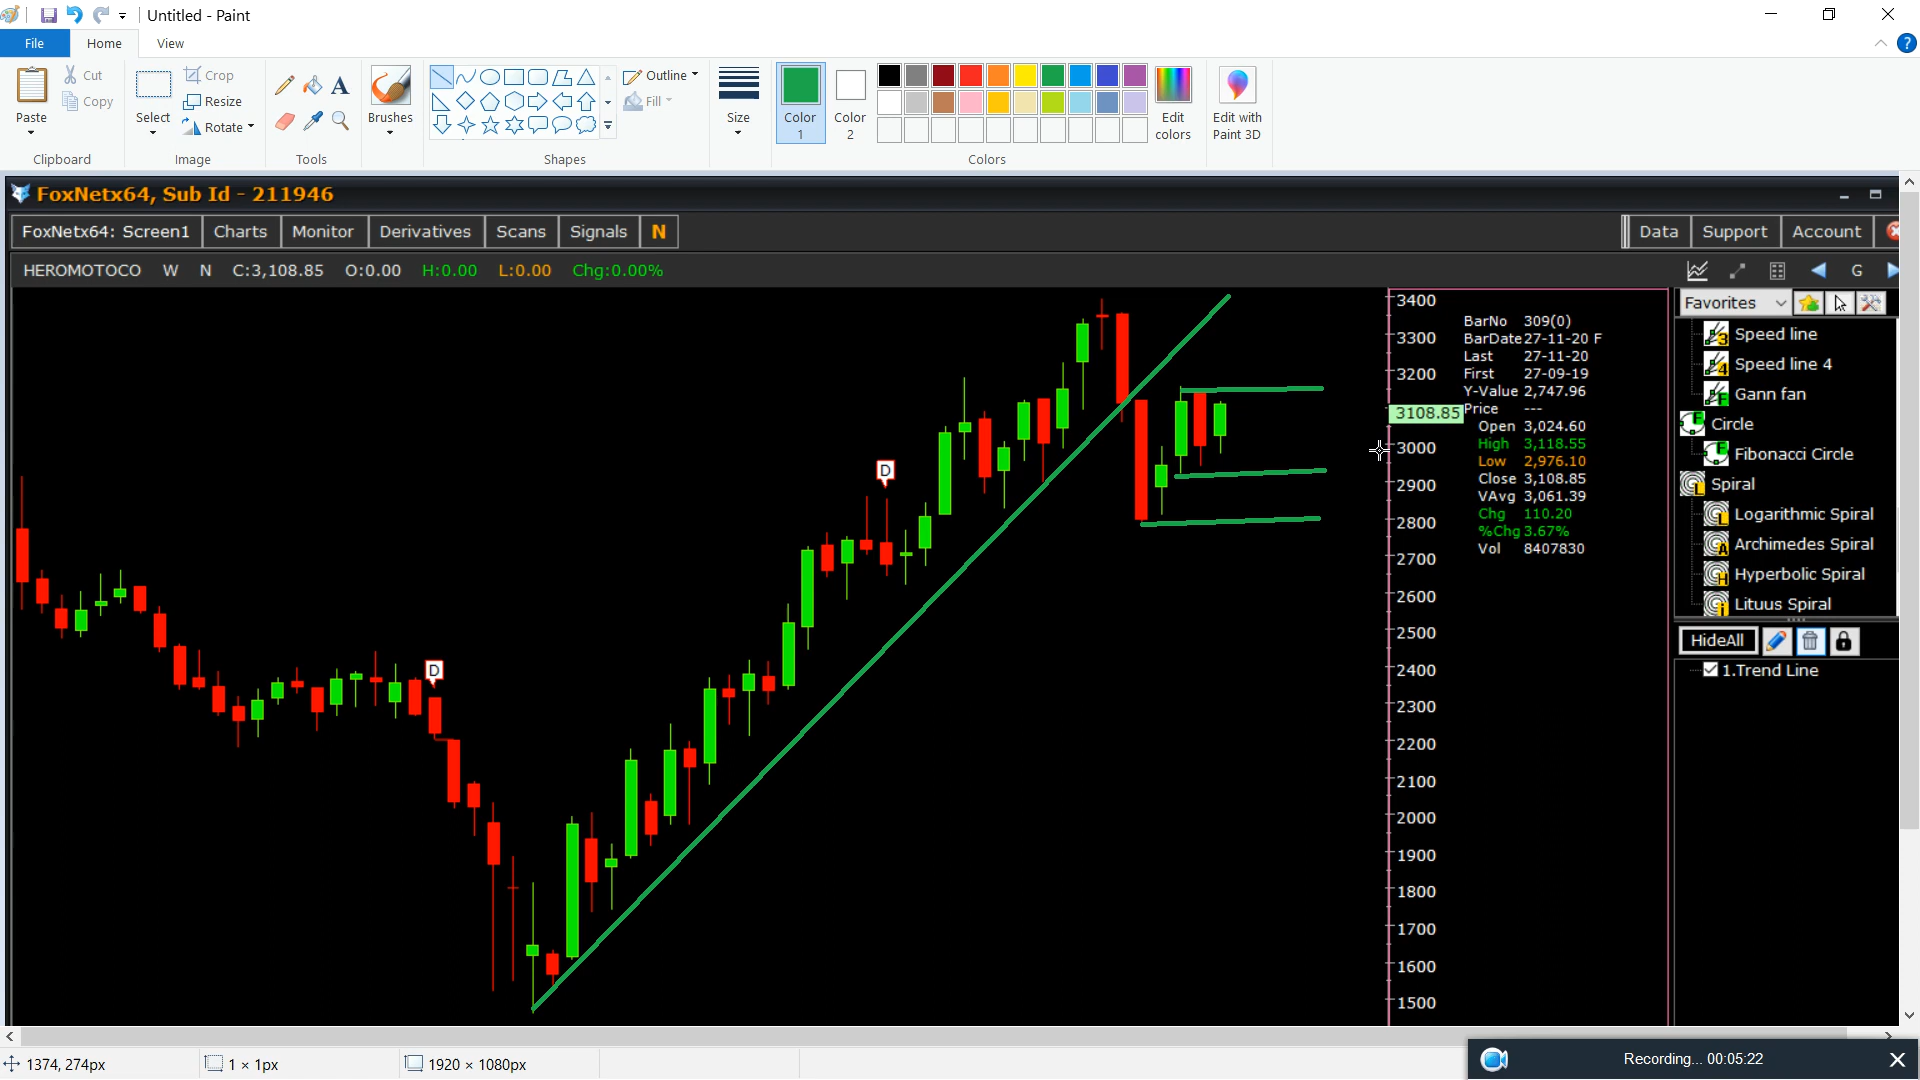 Untitled - Paint
File Home View
Paste
Cut
Copy
Clipboard
Select
Crop
Resize
Rotate
Image
Tools
Brushes
Shapes
Outline
Fill
Size
Color 1
Color 2
Colors
Edit colors
Edit with Paint 3D
FoxNetx64, Sub Id - 211946
FoxNetx64: Screen1 Charts Monitor Derivatives Scans Signals N Data Support Account
HEROMOTOCO W N C:3,108.85 O:0.00 H:0.00 L:0.00 Chg:0.00% G
D
D
3400
3300
3200
3108.85
3000
2900
2800
2700
2600
2500
2400
2300
2200
2100
2000
1900
1800
1700
1600
1500
BarNo 309(0)
BarDate 27-11-20 F
Last 27-11-20
First 27-09-19
Y-Value 2,747.96
Price ---
Open 3,024.60
High 3,118.55
Low 2,976.10
Close 3,108.85
VAvg 3,061.39
Chg 110.20
%Chg 3.67%
Vol 8407830
Favorites
Speed line
Speed line 4
Gann fan
Circle
Fibonacci Circle
Spiral
Logarithmic Spiral
Archimedes Spiral
Hyperbolic Spiral
Lituus Spiral
HideAll
1.Trend Line
1374, 274px 1 × 1px 1920 × 1080px
Recording... 00:05:22